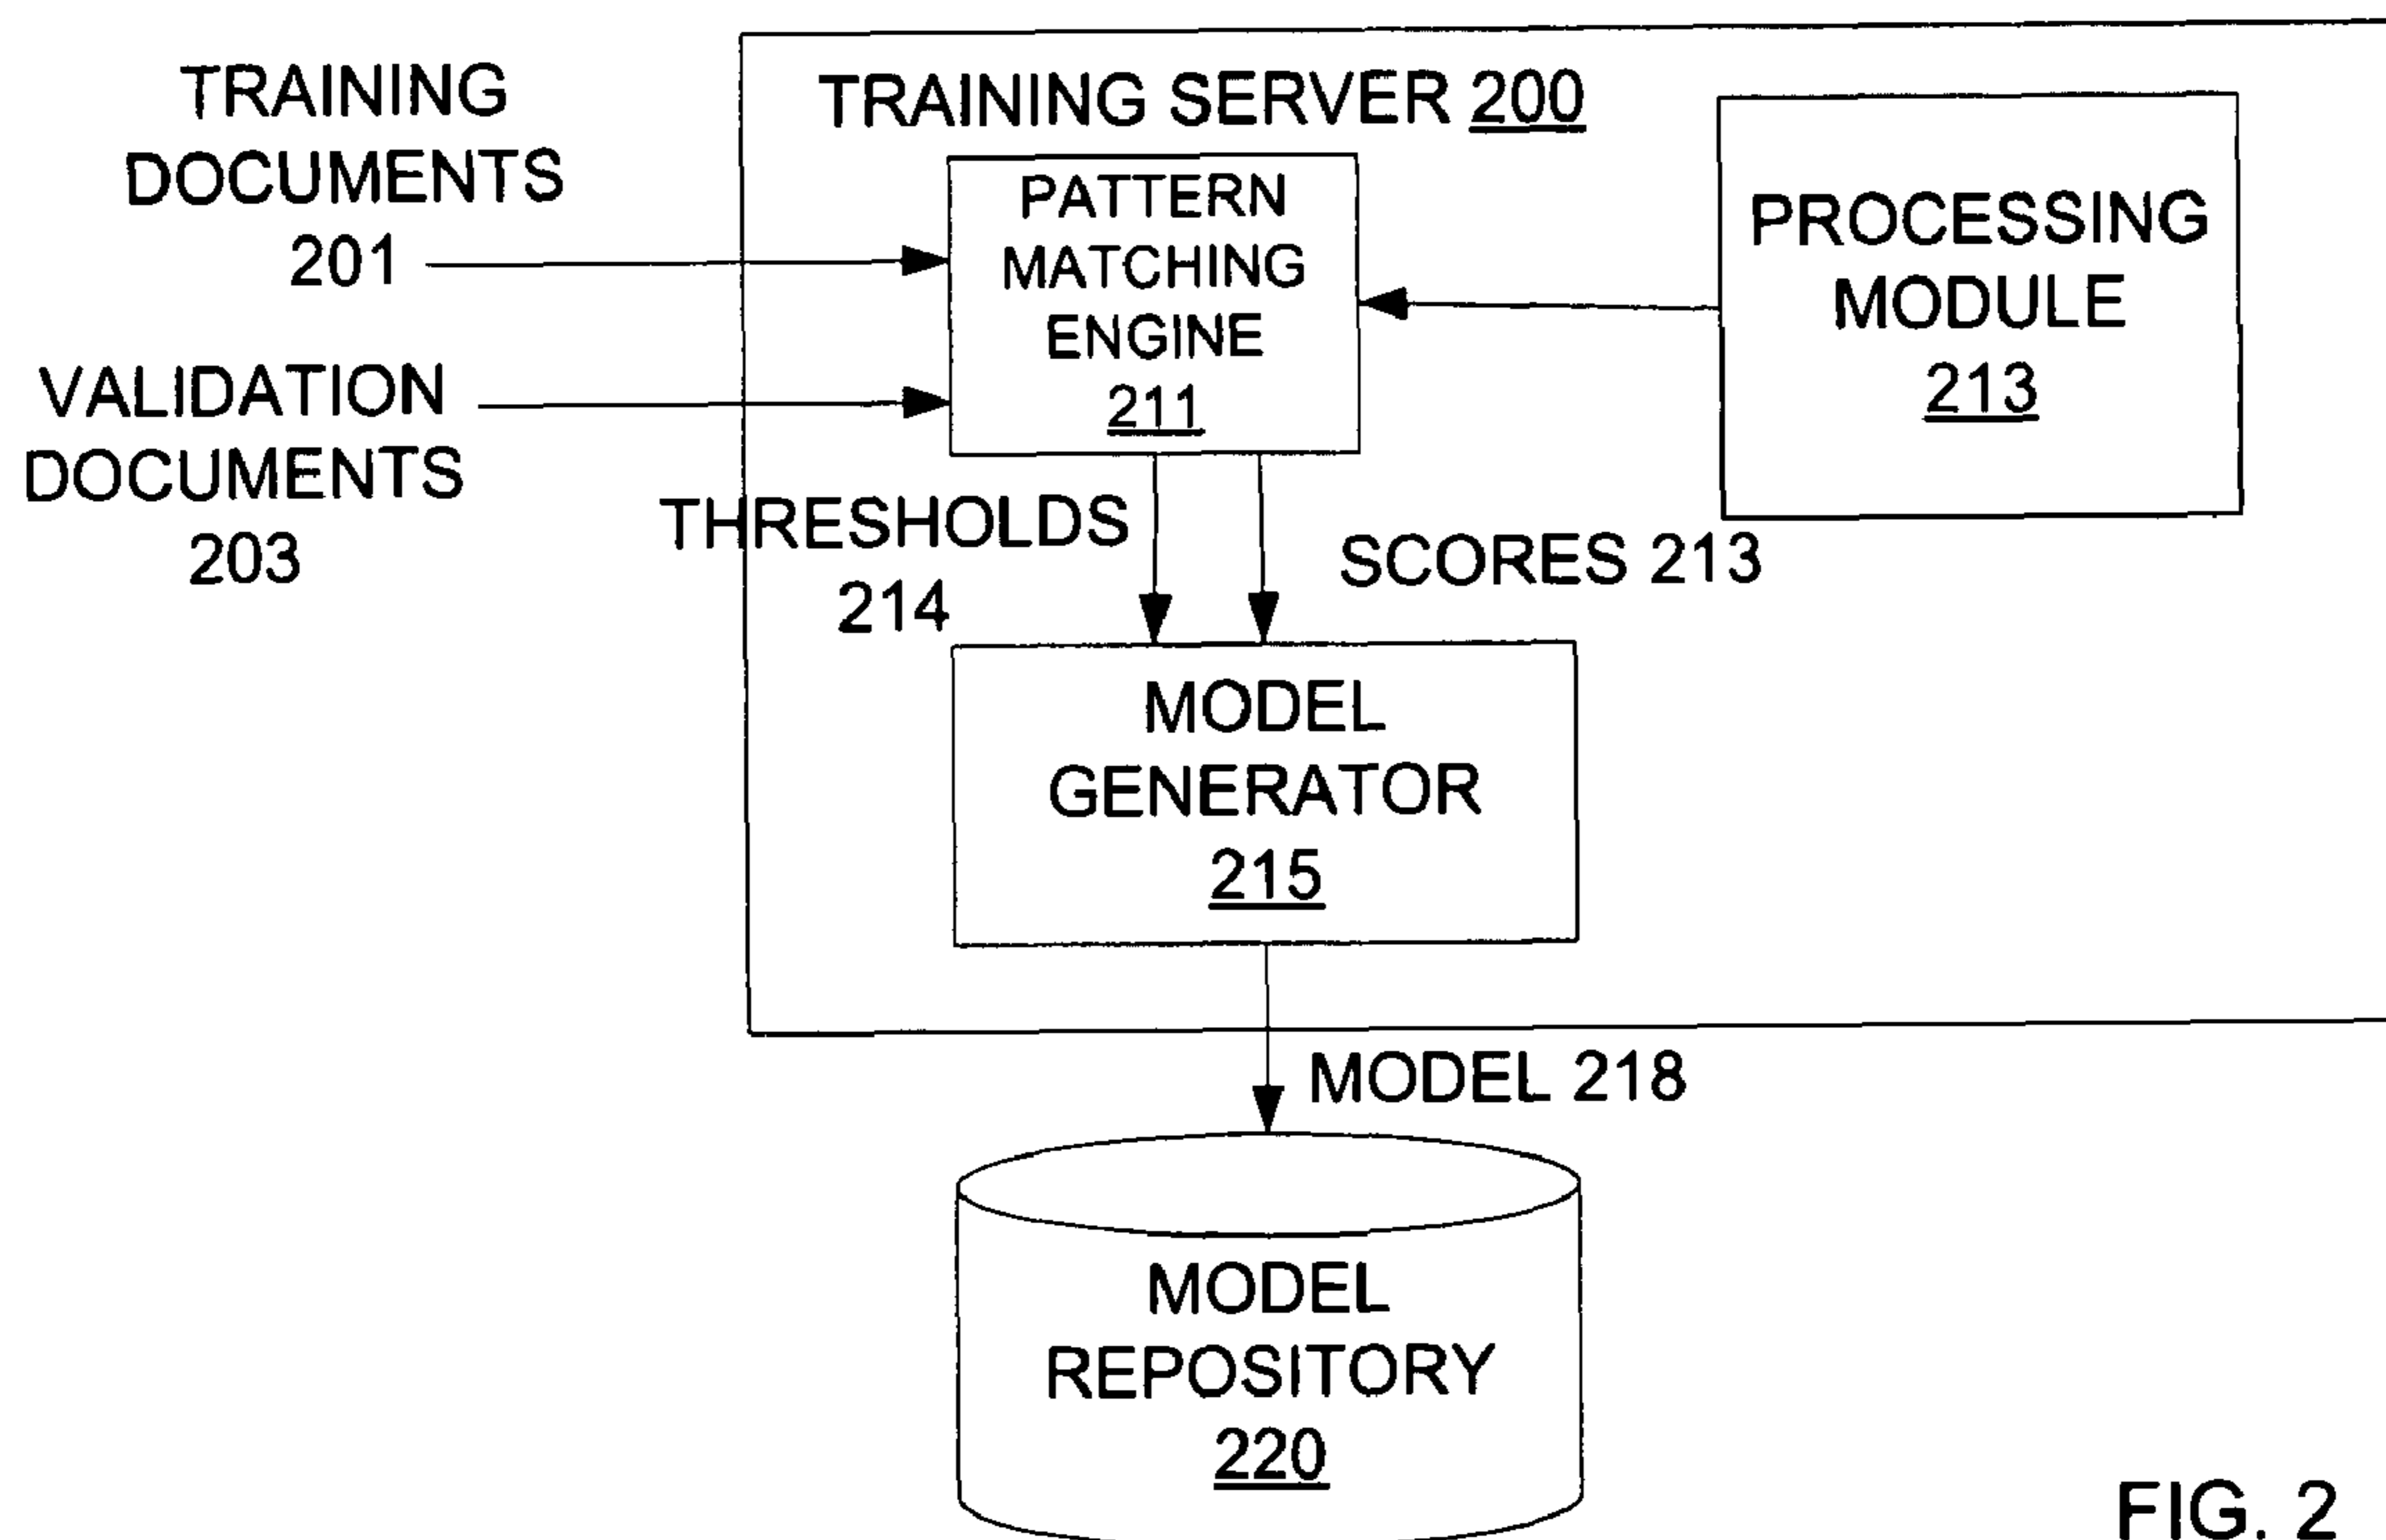 TRAINING
DOCUMENTS
201
VALIDATION
DOCUMENTS
203
TRAINING SERVER 200
PATTERN
MATCHING
ENGINE
211
PROCESSING
MODULE
213
THRESHOLDS
214
SCORES 213
MODEL
GENERATOR
215
MODEL 218
MODEL
REPOSITORY
220
FIG. 2